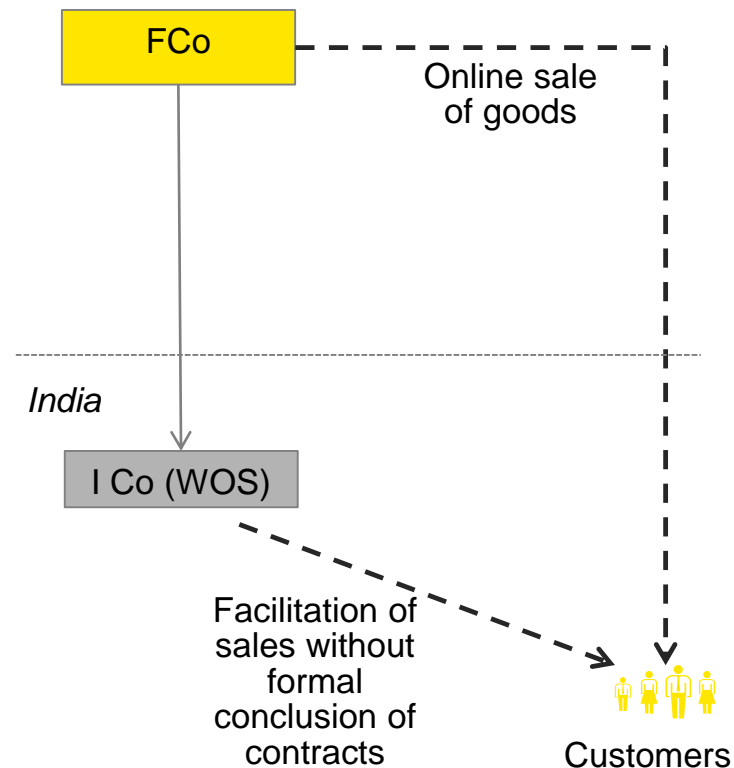 FCo
Online sale
of goods
India
I Co (WOS)
Facilitation of
sales without
formal
conclusion of
contracts
Customers